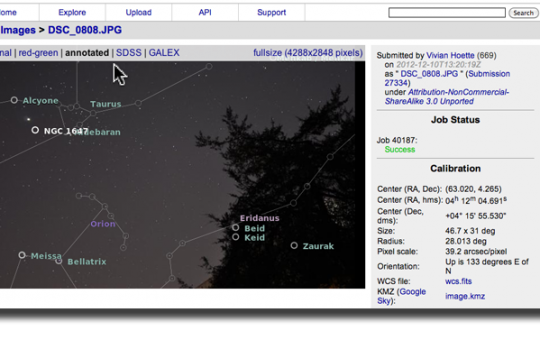 ome Explore Upload API Support Search
Images > DSC_0808.JPG
nal | red-green | annotated | SDSS | GALEX fullsize (4288x2848 pixels)
Alcyone
Taurus
NGC 1647
Aldebaran
Orion
Meissa
Bellatrix
Eridanus
Beid
Keid
Zaurak
Submitted by Vivian Hoette (669)
on 2012-12-10T13:20:19Z
as " DSC_0808.JPG " (Submission
27334)
under Attribution-NonCommercial-
ShareAlike 3.0 Unported
Job Status
Job 40187:
Success
Calibration
Center (RA, Dec): (63.020, 4.265)
Center (RA, hms): 04h 12m 04.691s
Center (Dec,
dms): +04° 15' 55.530"
Size: 46.7 x 31 deg
Radius: 28.013 deg
Pixel scale: 39.2 arcsec/pixel
Orientation: Up is 133 degrees E of
N
WCS file: wcs.fits
KMZ (Google
Sky): image.kmz